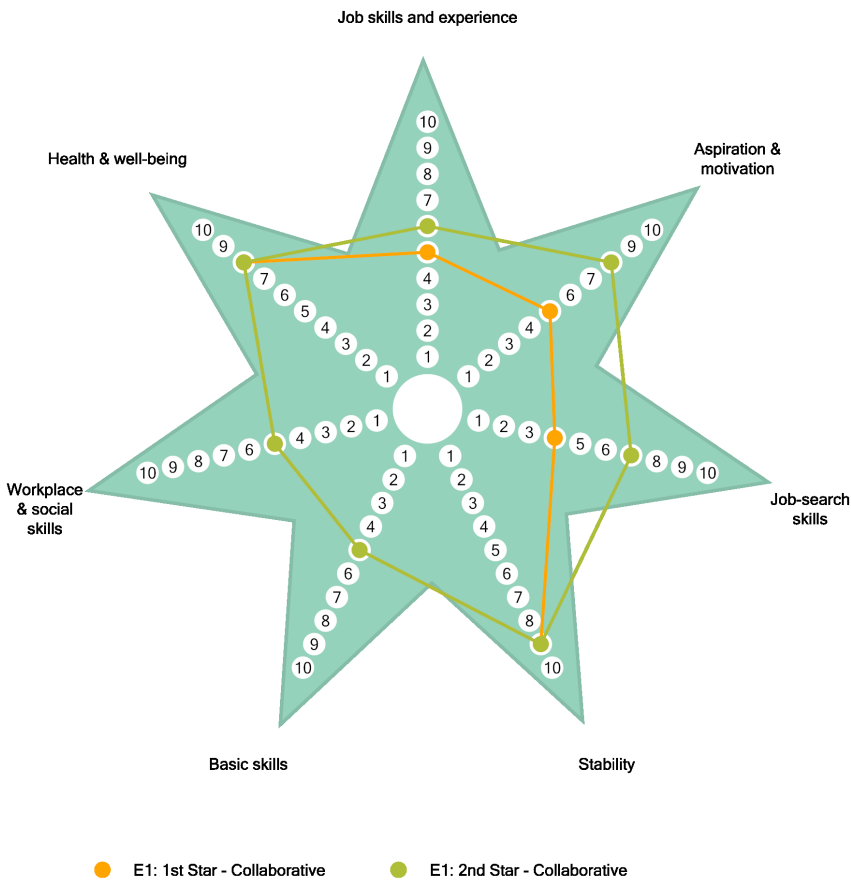 Job skills and experience
Aspiration &
motivation
Health & well-being
10
9
8
7
4
3
2
1
10
9
7
6
5
4
3
2
1
10
9
7
6
4
3
2
1
1 2 3 5 6 8 9 10
10 9 8 7 6 4 3 2 1
1
2
3
4
6
7
8
9
10
1
2
3
4
5
6
7
8
10
Workplace
& social
skills
Job-search
skills
Basic skills
Stability
E1: 1st Star - Collaborative
E1: 2nd Star - Collaborative